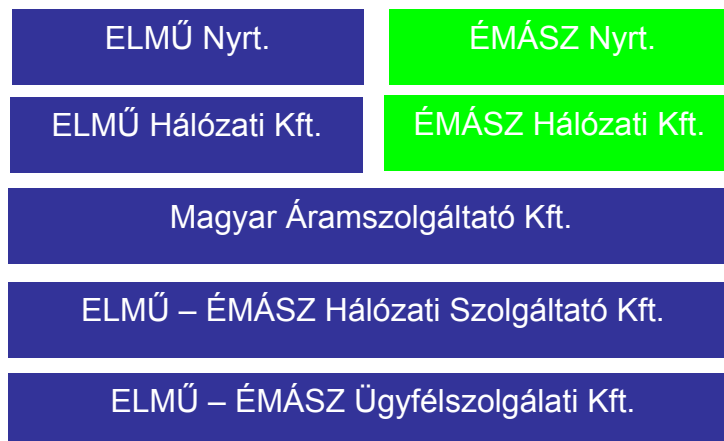 ELMŰ Nyrt.
ÉMÁSZ Nyrt.
ELMŰ Hálózati Kft.
ÉMÁSZ Hálózati Kft.
Magyar Áramszolgáltató Kft.
ELMŰ – ÉMÁSZ Hálózati Szolgáltató Kft.
ELMŰ – ÉMÁSZ Ügyfélszolgálati Kft.